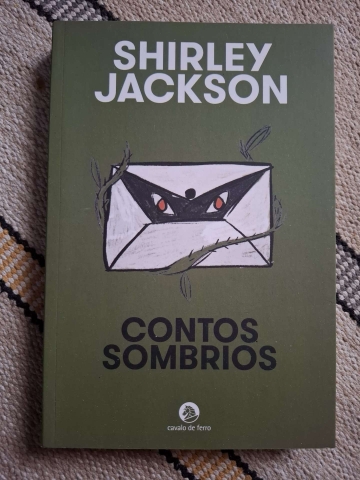 SHIRLEY
JACKSON
CONTOS
SOMBRIOS
cavalo de ferro